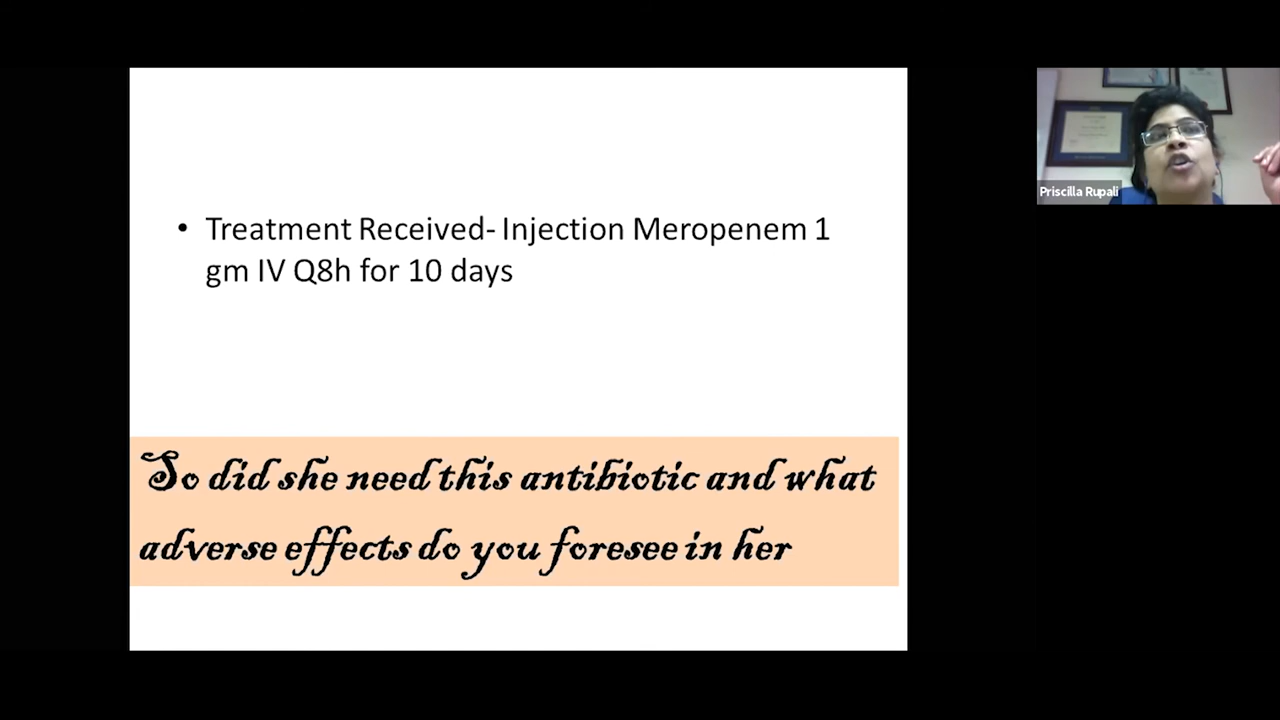 • Treatment Received- Injection Meropenem 1
gm IV Q8h for 10 days
So did she need this antibiotic and what
adverse effects do you foresee in her
Priscilla Rupali